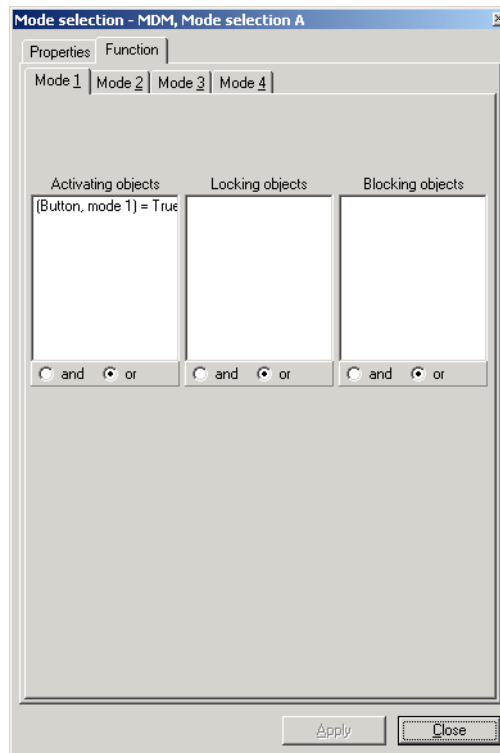 Mode selection - MDM, Mode selection A
Properties Function
Mode 1 Mode 2 Mode 3 Mode 4
Activating objects Locking objects Blocking objects
(Button, mode 1) = True
and or and or and or
Apply Close